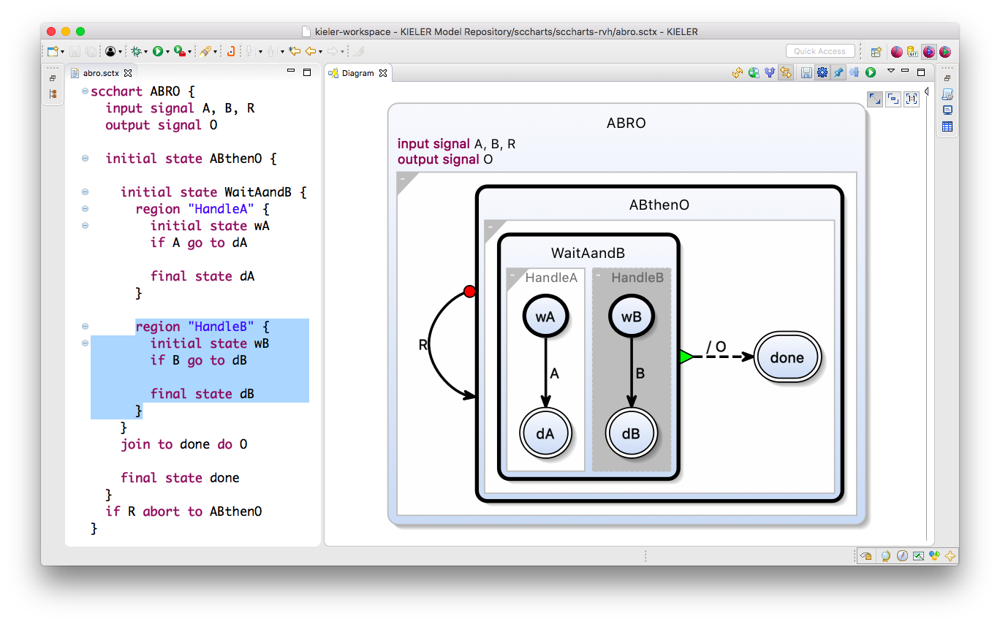 kieler-workspace - KIELER Model Repository/sccharts/sccharts-rvh/abro.sctx - KIELER
Quick Access
abro.sctx
scchart ABRO {
input signal A, B, R
output signal O
initial state ABthenO {
initial state WaitAandB {
region "HandleA" {
initial state wA
if A go to dA
final state dA
}
region "HandleB" {
initial state wB
if B go to dB
final state dB
}
}
join to done do O
final state done
}
if R abort to ABthenO
}
Diagram
ABRO
input signal A, B, R
output signal O
ABthenO
WaitAandB
HandleA
HandleB
wA
wB
R
/ O
done
A
B
dA
dB